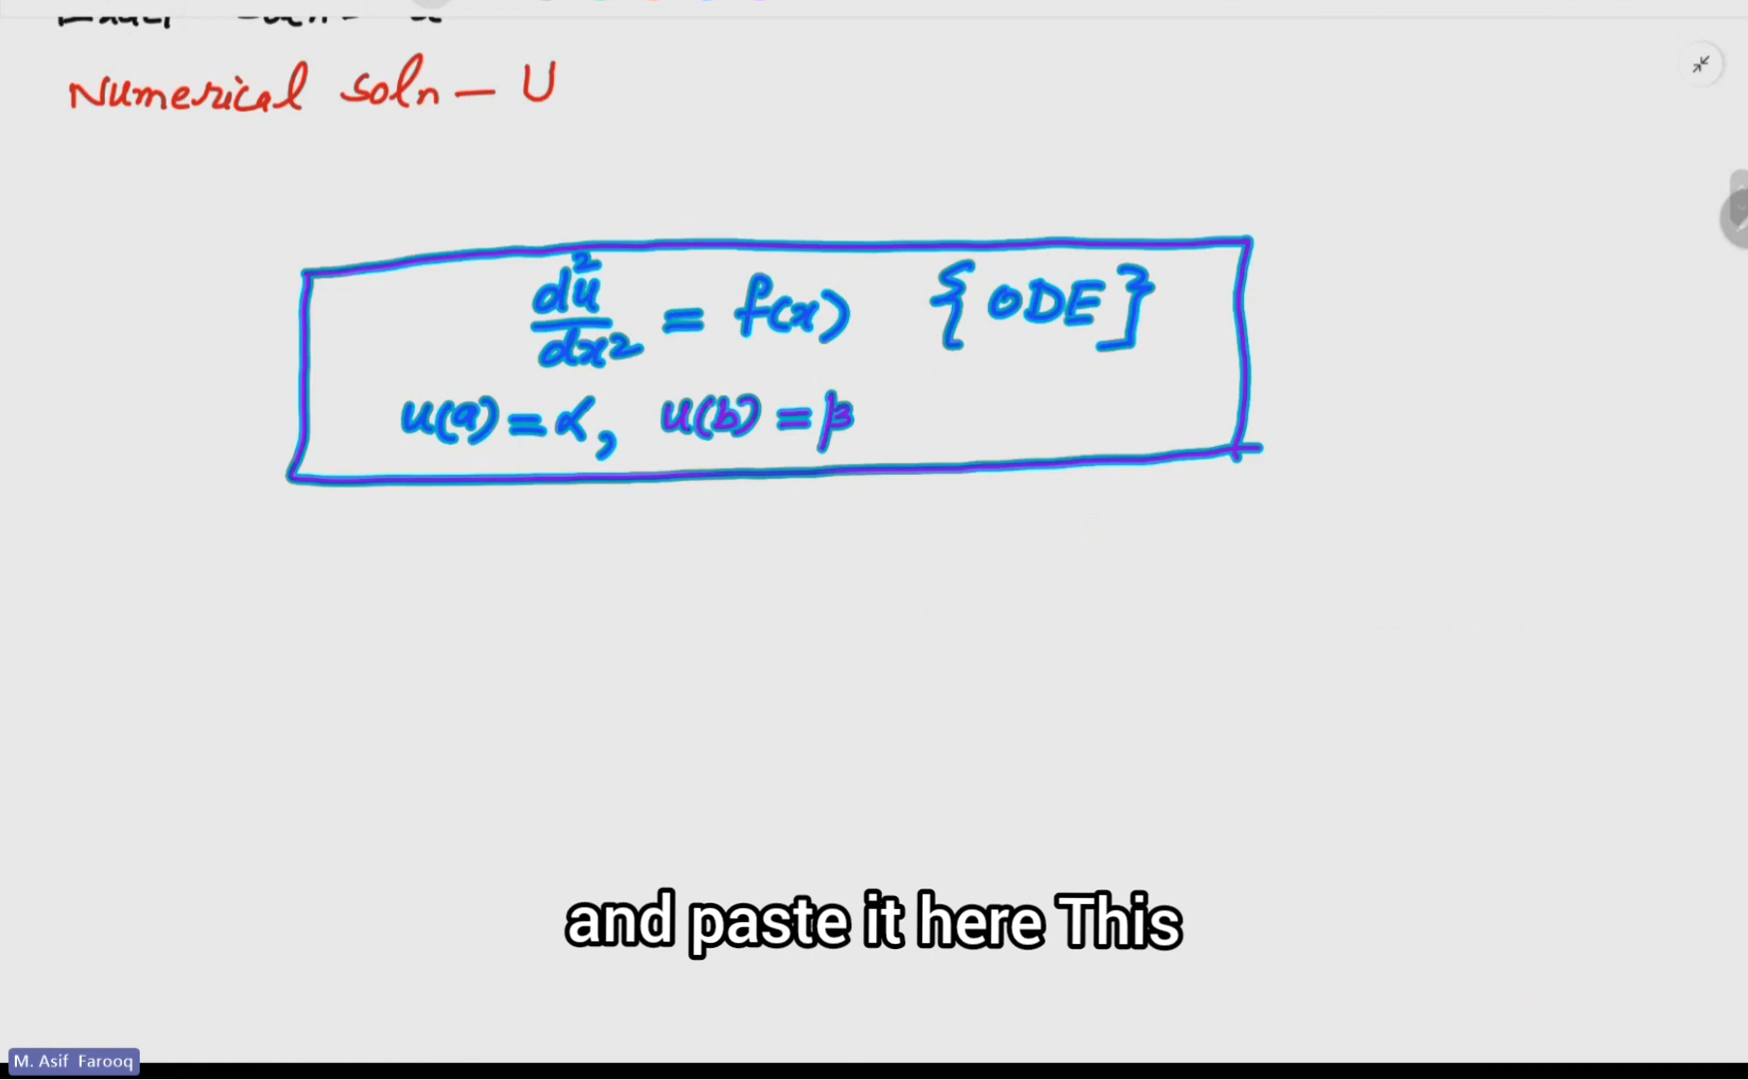 Numerical soln - U
d²u/dx² = f(x) {ODE}
u(a) = α, u(b) = β
and paste it here This
M. Asif Farooq